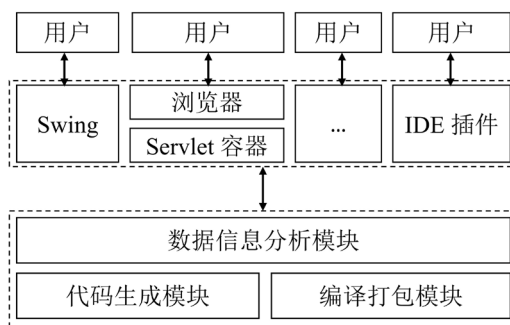 用户 用户 用户 用户
Swing 浏览器 Servlet 容器 ... IDE 插件
数据信息分析模块
代码生成模块 编译打包模块